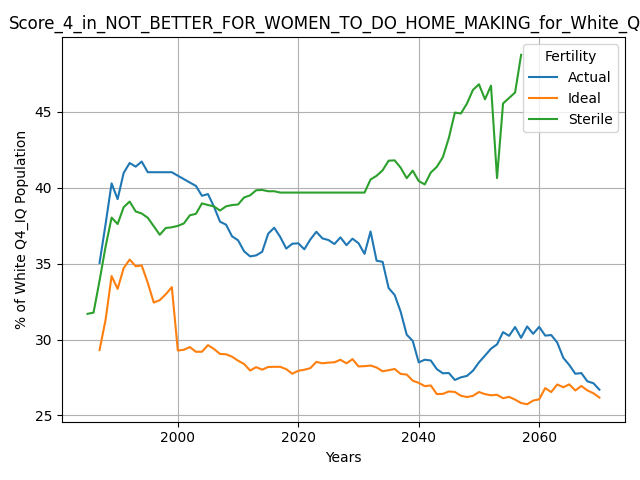 Score_4_in_NOT_BETTER_FOR_WOMEN_TO_DO_HOME_MAKING_for_White_Q
Fertility
Actual
Ideal
Sterile
45
40
35
30
25
% of White Q4_IQ Population
2000
2020
2040
2060
Years